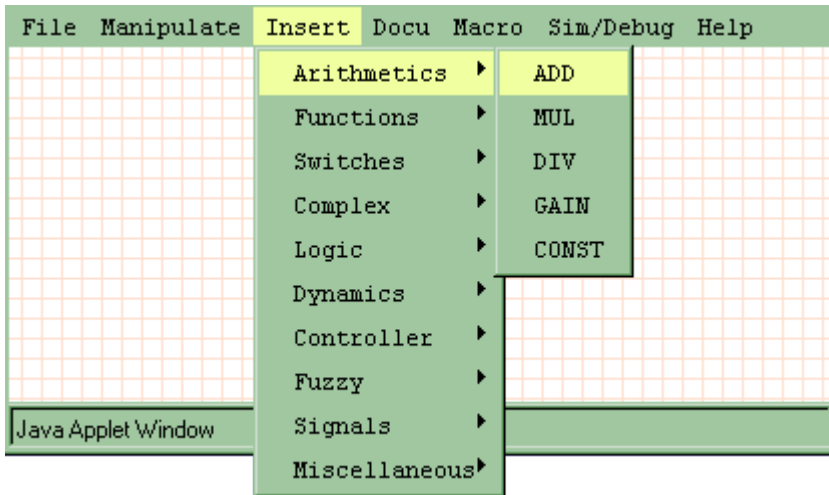 File Manipulate Insert Docu Macro Sim/Debug Help
Arithmetics ADD
Functions MUL
Switches DIV
Complex GAIN
Logic CONST
Dynamics
Controller
Fuzzy
Java Applet Window Signals
Miscellaneous